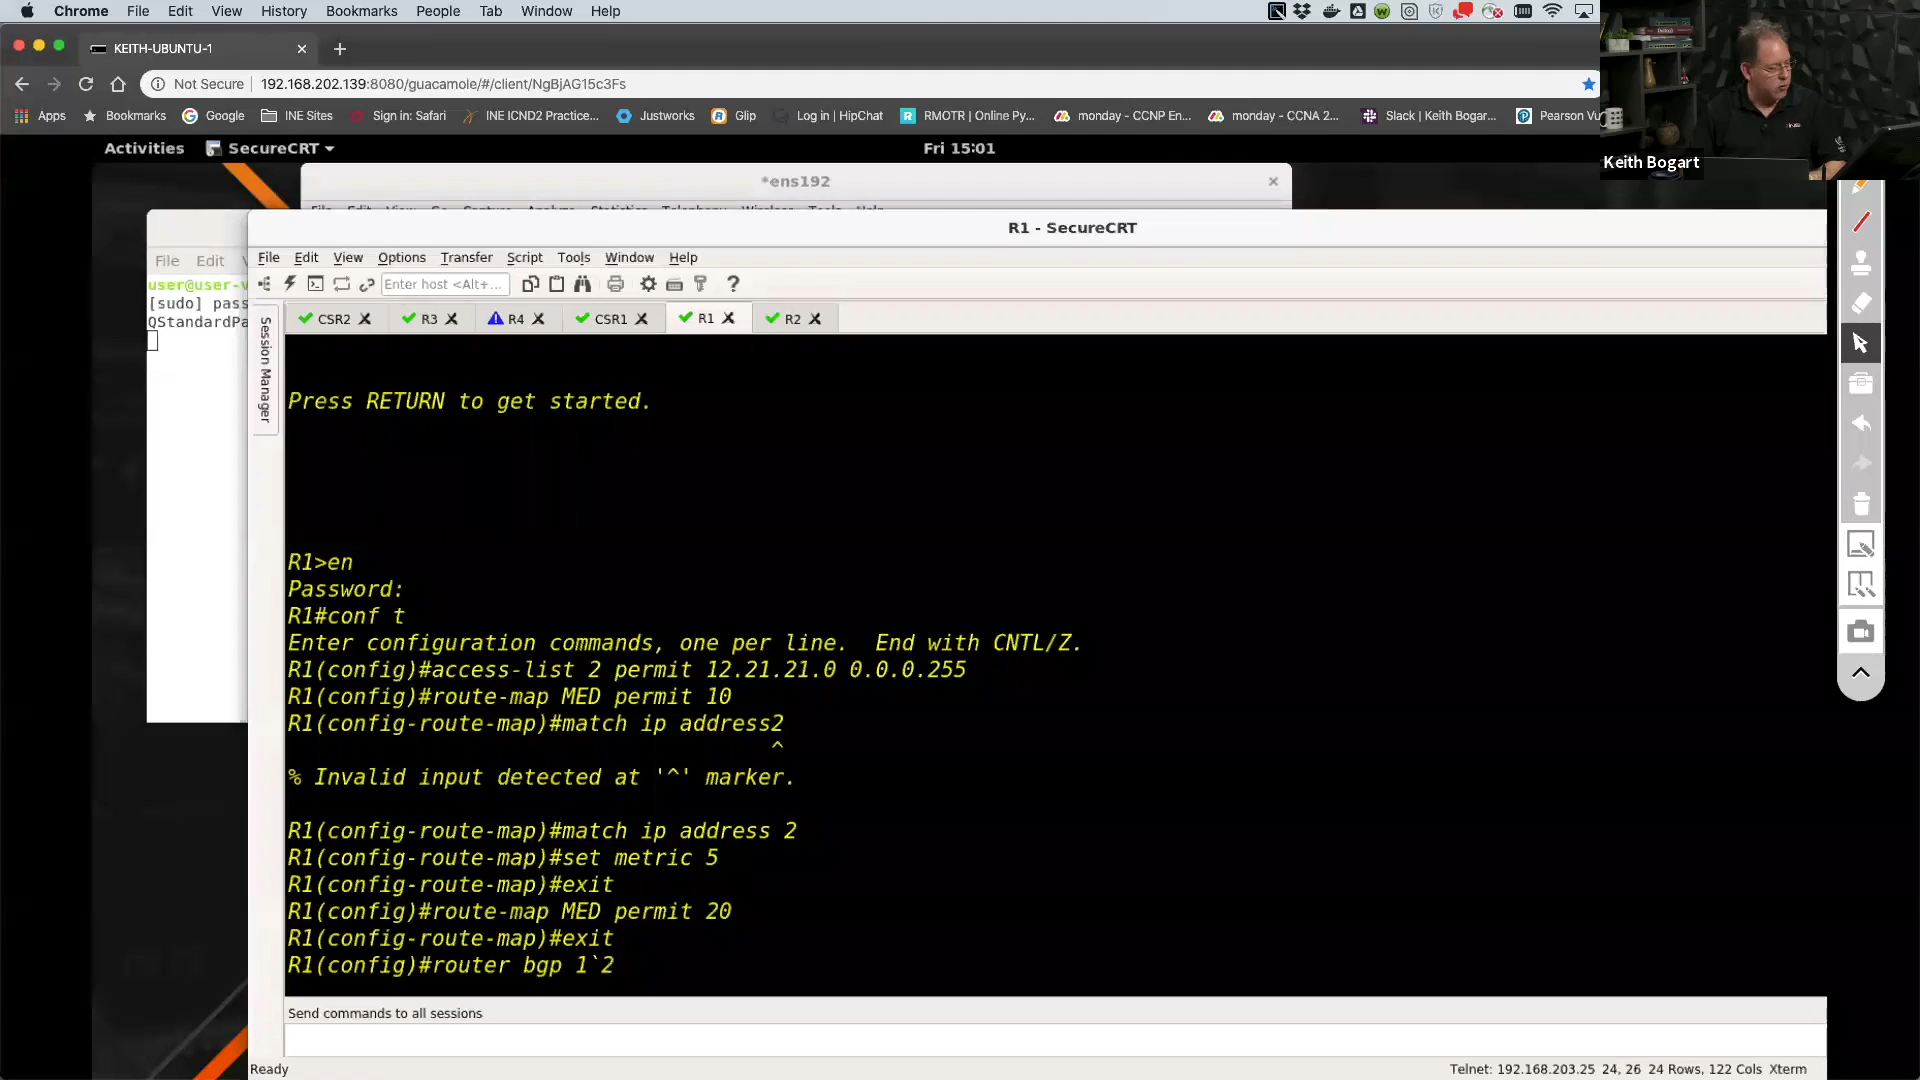 Chrome File Edit View History Bookmarks People Tab Window Help
KEITH-UBUNTU-1
Not Secure 192.168.202.139:8080/guacamole/#/client/NgBjAG15c3Fs
Apps Bookmarks Google INE Sites Sign in: Safari INE ICND2 Practice... Justworks Glip Log in | HipChat RMOTR | Online Py... monday - CCNP En... monday - CCNA 2... Slack | Keith Bogar... Pearson Vu
Keith Bogart
Activities SecureCRT Fri 15:01
*ens192
R1 - SecureCRT
File Edit
user@user-v
[sudo] pass
QStandardPa
File Edit View Options Transfer Script Tools Window Help
Enter host <Alt+...
Session Manager
CSR2 R3 R4 CSR1 R1 R2
Press RETURN to get started.
R1>en
Password:
R1#conf t
Enter configuration commands, one per line. End with CNTL/Z.
R1(config)#access-list 2 permit 12.21.21.0 0.0.0.255
R1(config)#route-map MED permit 10
R1(config-route-map)#match ip address2
^
% Invalid input detected at '^' marker.
R1(config-route-map)#match ip address 2
R1(config-route-map)#set metric 5
R1(config-route-map)#exit
R1(config)#route-map MED permit 20
R1(config-route-map)#exit
R1(config)#router bgp 1`2
Send commands to all sessions
Ready
Telnet: 192.168.203.25 24, 26 24 Rows, 122 Cols Xterm